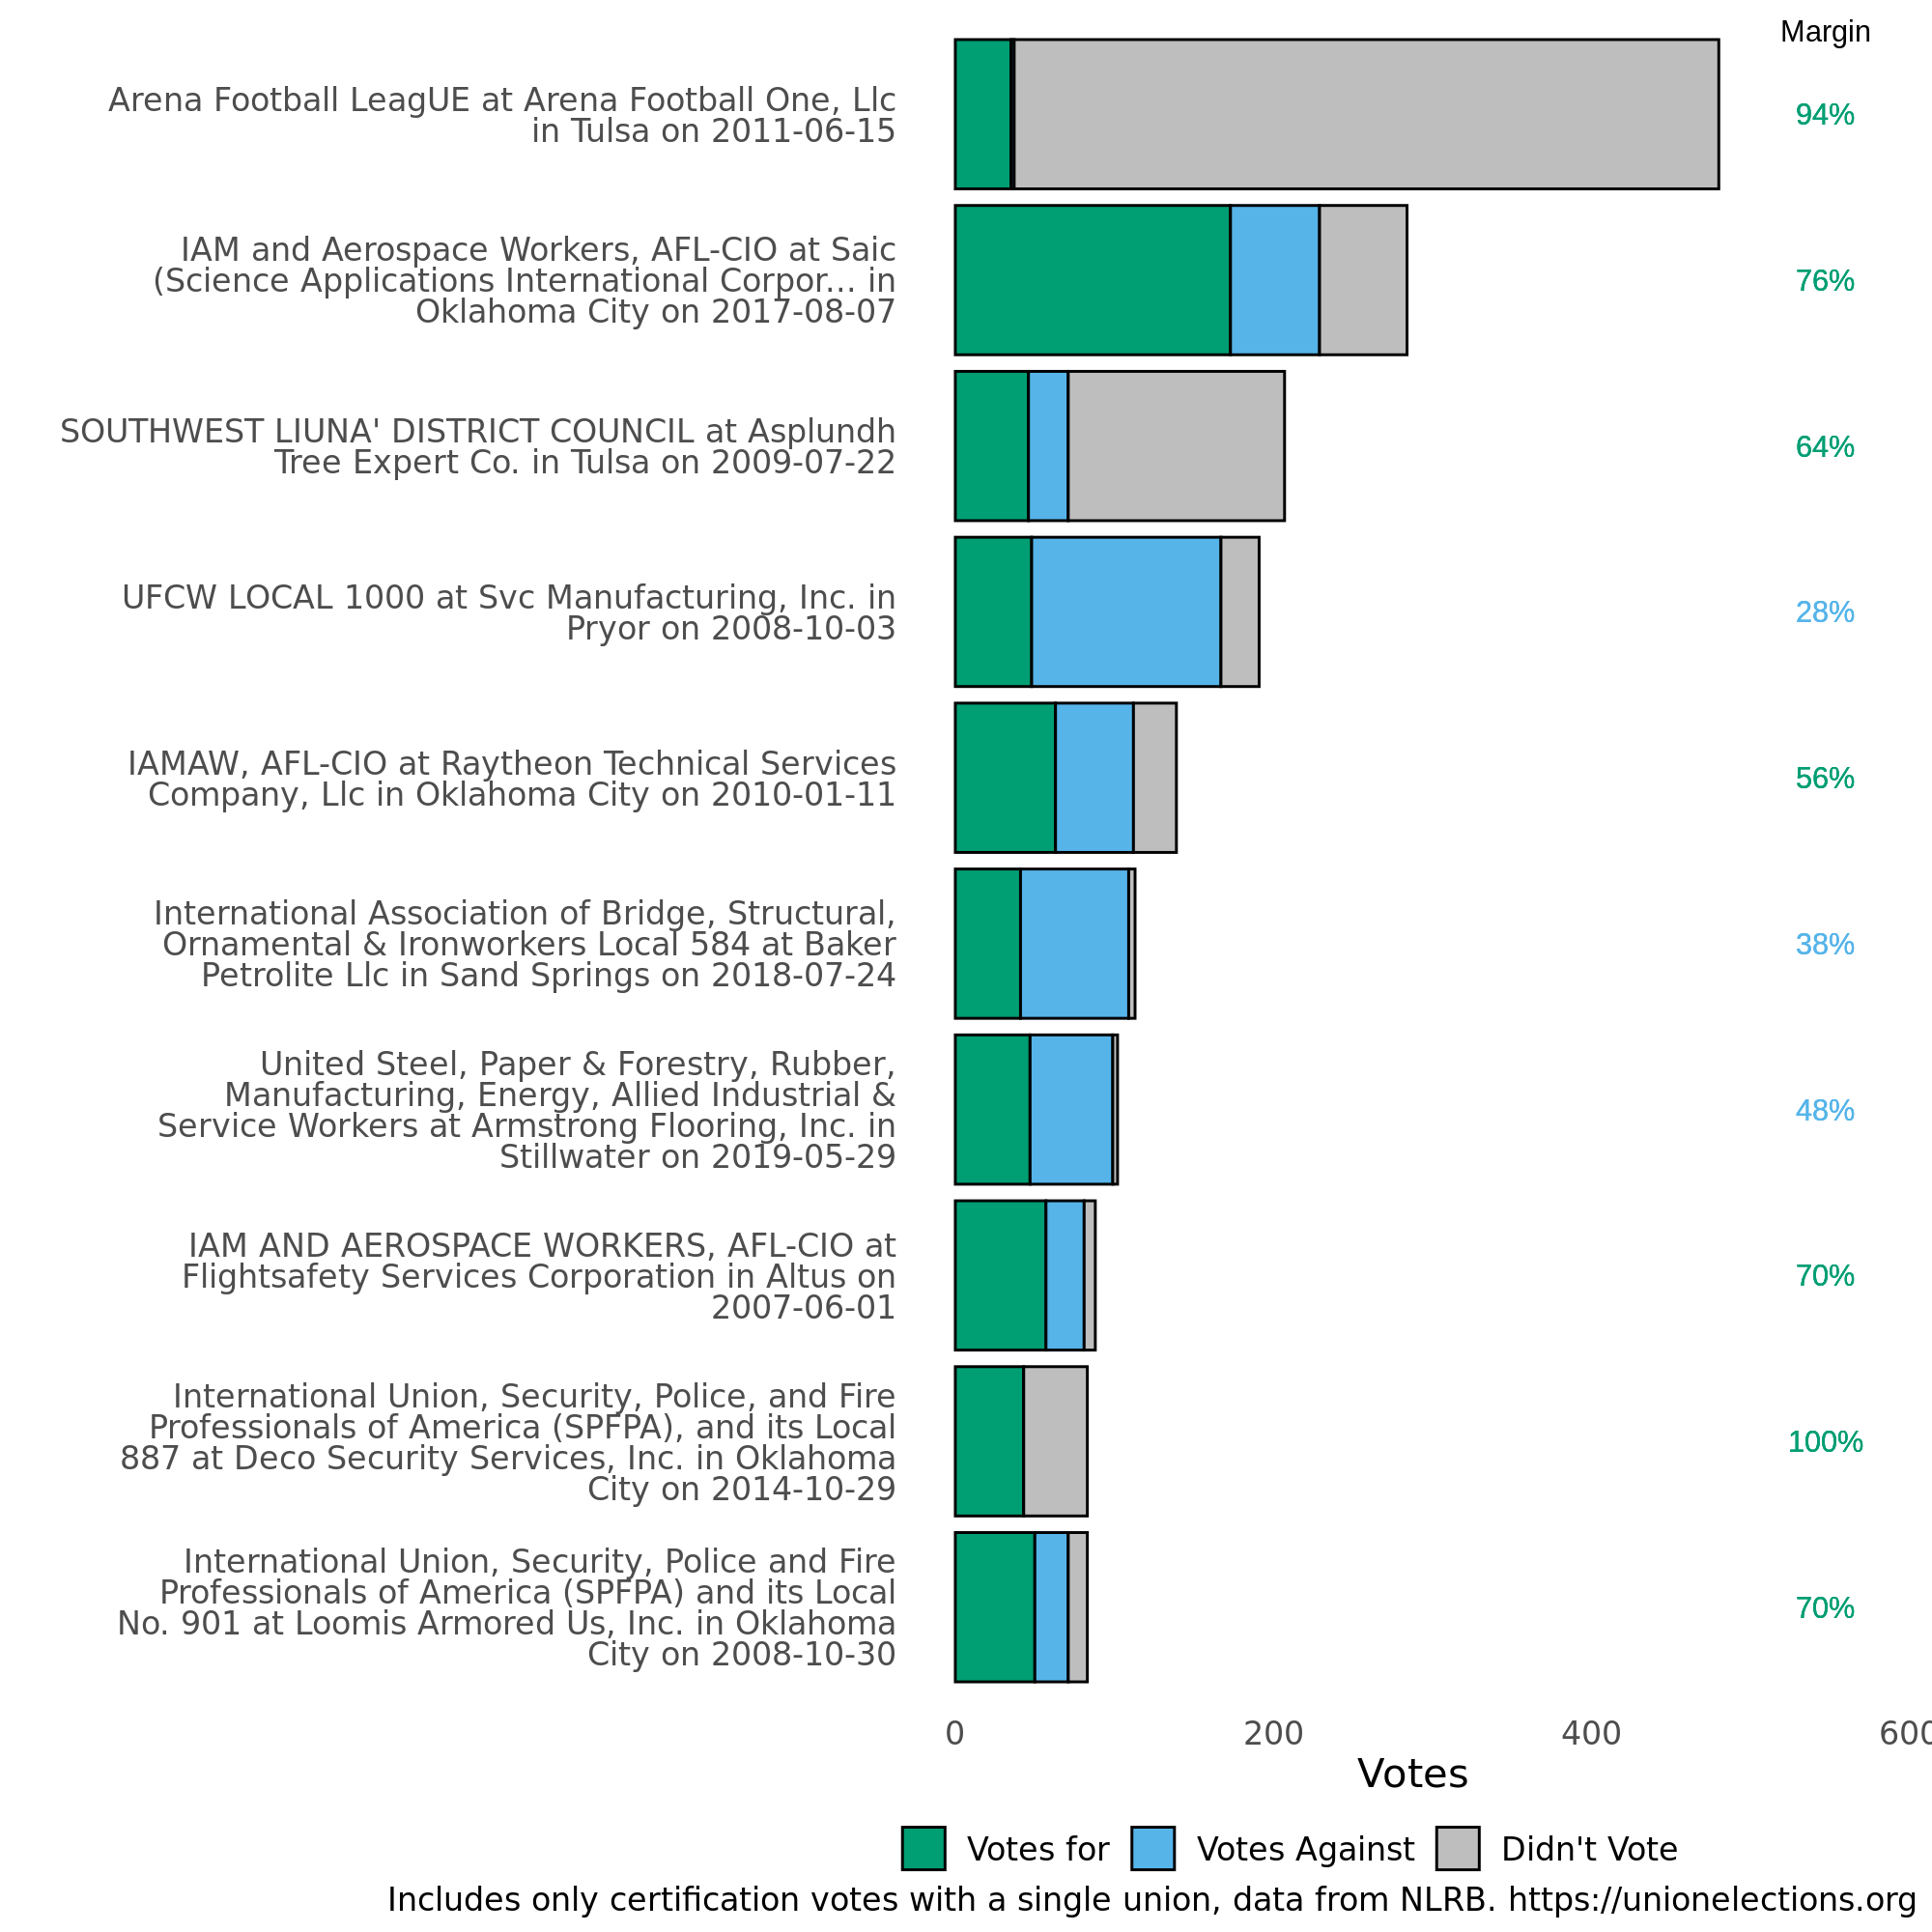 Margin
Arena Football LeagUE at Arena Football One, Llc
in Tulsa on 2011-06-15
94%
IAM and Aerospace Workers, AFL-CIO at Saic
(Science Applications International Corpor... in
Oklahoma City on 2017-08-07
76%
SOUTHWEST LIUNA' DISTRICT COUNCIL at Asplundh
Tree Expert Co. in Tulsa on 2009-07-22
64%
UFCW LOCAL 1000 at Svc Manufacturing, Inc. in
Pryor on 2008-10-03
28%
IAMAW, AFL-CIO at Raytheon Technical Services
Company, Llc in Oklahoma City on 2010-01-11
56%
International Association of Bridge, Structural,
Ornamental & Ironworkers Local 584 at Baker
Petrolite Llc in Sand Springs on 2018-07-24
38%
United Steel, Paper & Forestry, Rubber,
Manufacturing, Energy, Allied Industrial &
Service Workers at Armstrong Flooring, Inc. in
Stillwater on 2019-05-29
48%
IAM AND AEROSPACE WORKERS, AFL-CIO at
Flightsafety Services Corporation in Altus on
2007-06-01
70%
International Union, Security, Police, and Fire
Professionals of America (SPFPA), and its Local
887 at Deco Security Services, Inc. in Oklahoma
City on 2014-10-29
100%
International Union, Security, Police and Fire
Professionals of America (SPFPA) and its Local
No. 901 at Loomis Armored Us, Inc. in Oklahoma
City on 2008-10-30
70%
0 200 400 600
Votes
Votes for Votes Against Didn't Vote
Includes only certification votes with a single union, data from NLRB. https://unionelections.org